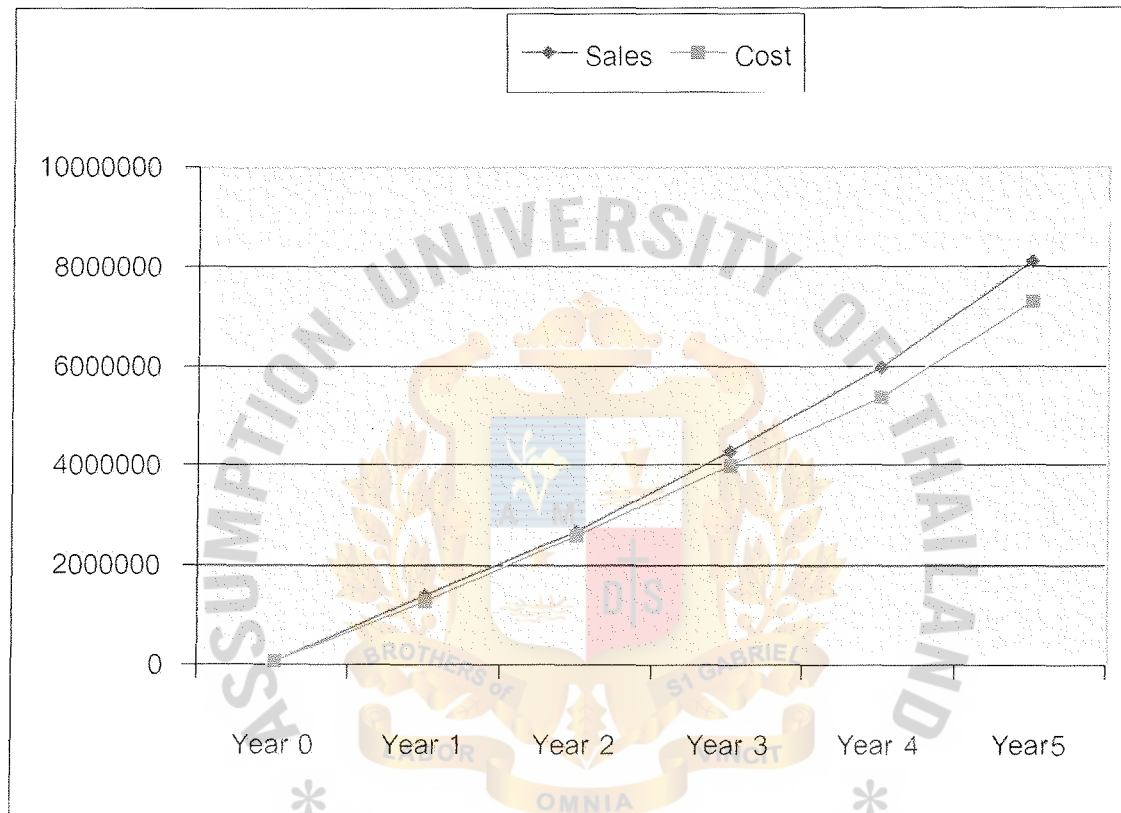 Sales Cost
10000000
8000000
6000000
4000000
2000000
0
Year 0 Year 1 Year 2 Year 3 Year 4 Year5
ASSUMPTION UNIVERSITY OF THAILAND
A M
D S
BROTHERS of
S1 GABRIEL
LABOR
VINCIT
OMNIA
* *